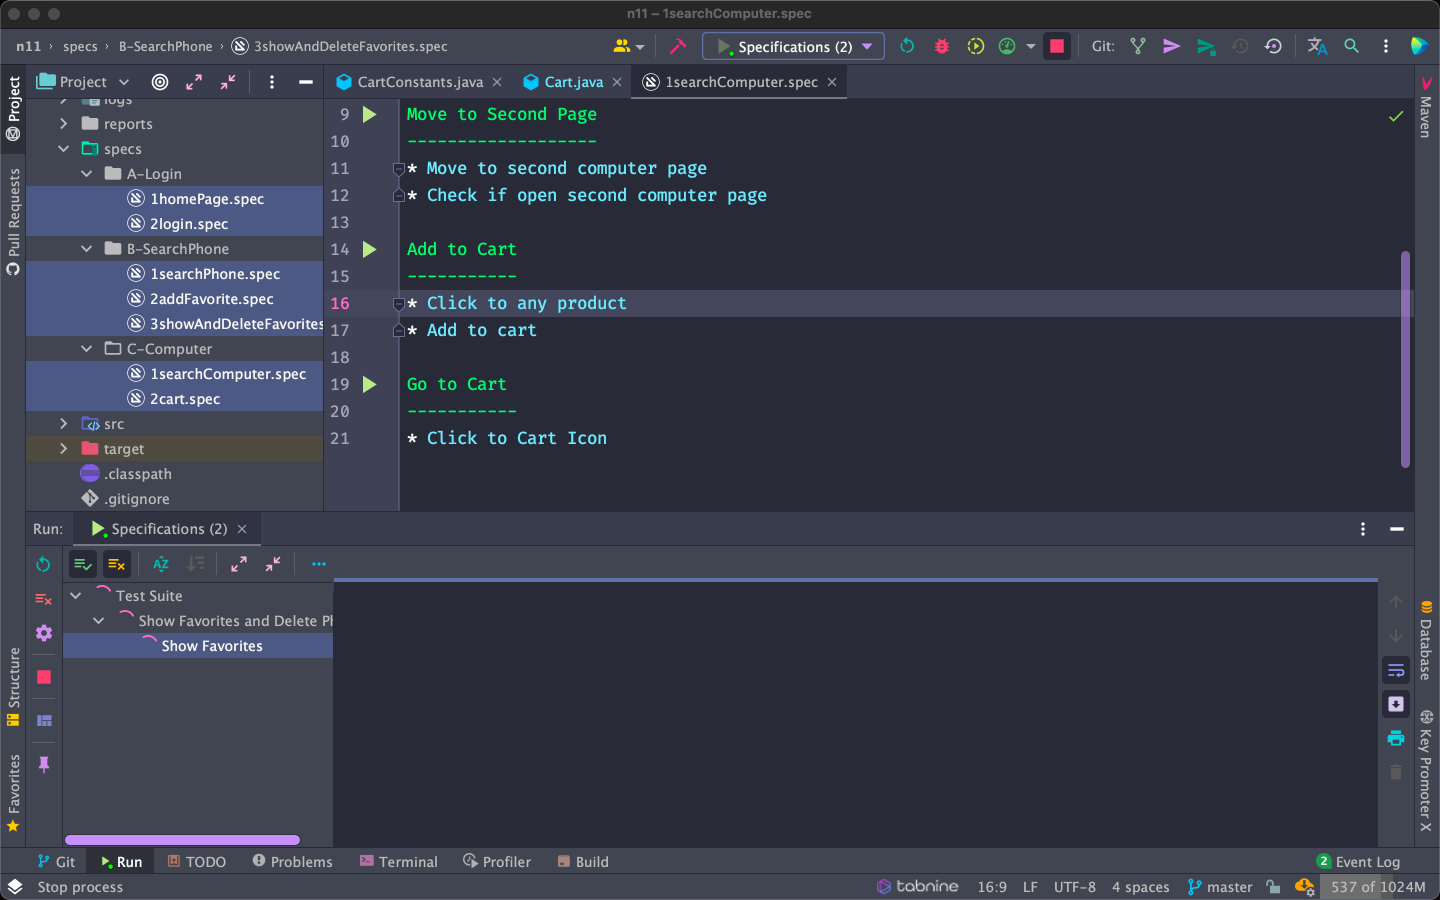 n11 – 1searchComputer.spec
n11 › specs › B-SearchPhone › 3showAndDeleteFavorites.spec
Specifications (2)
Git:
Project
CartConstants.java
Cart.java
1searchComputer.spec
Project
Pull Requests
Structure
Favorites
logs
reports
specs
A-Login
1homePage.spec
2login.spec
B-SearchPhone
1searchPhone.spec
2addFavorite.spec
3showAndDeleteFavorites
C-Computer
1searchComputer.spec
2cart.spec
src
target
.classpath
.gitignore
9 Move to Second Page
10 -------------------
11 * Move to second computer page
12 * Check if open second computer page
13
14 Add to Cart
15 -----------
16 * Click to any product
17 * Add to cart
18
19 Go to Cart
20 -----------
21 * Click to Cart Icon
Maven
Database
Key Promoter X
Run: Specifications (2)
AZ
Test Suite
Show Favorites and Delete Ph
Show Favorites
Git Run TODO Problems Terminal Profiler Build
2 Event Log
Stop process
tabnine 16:9 LF UTF-8 4 spaces master 537 of 1024M